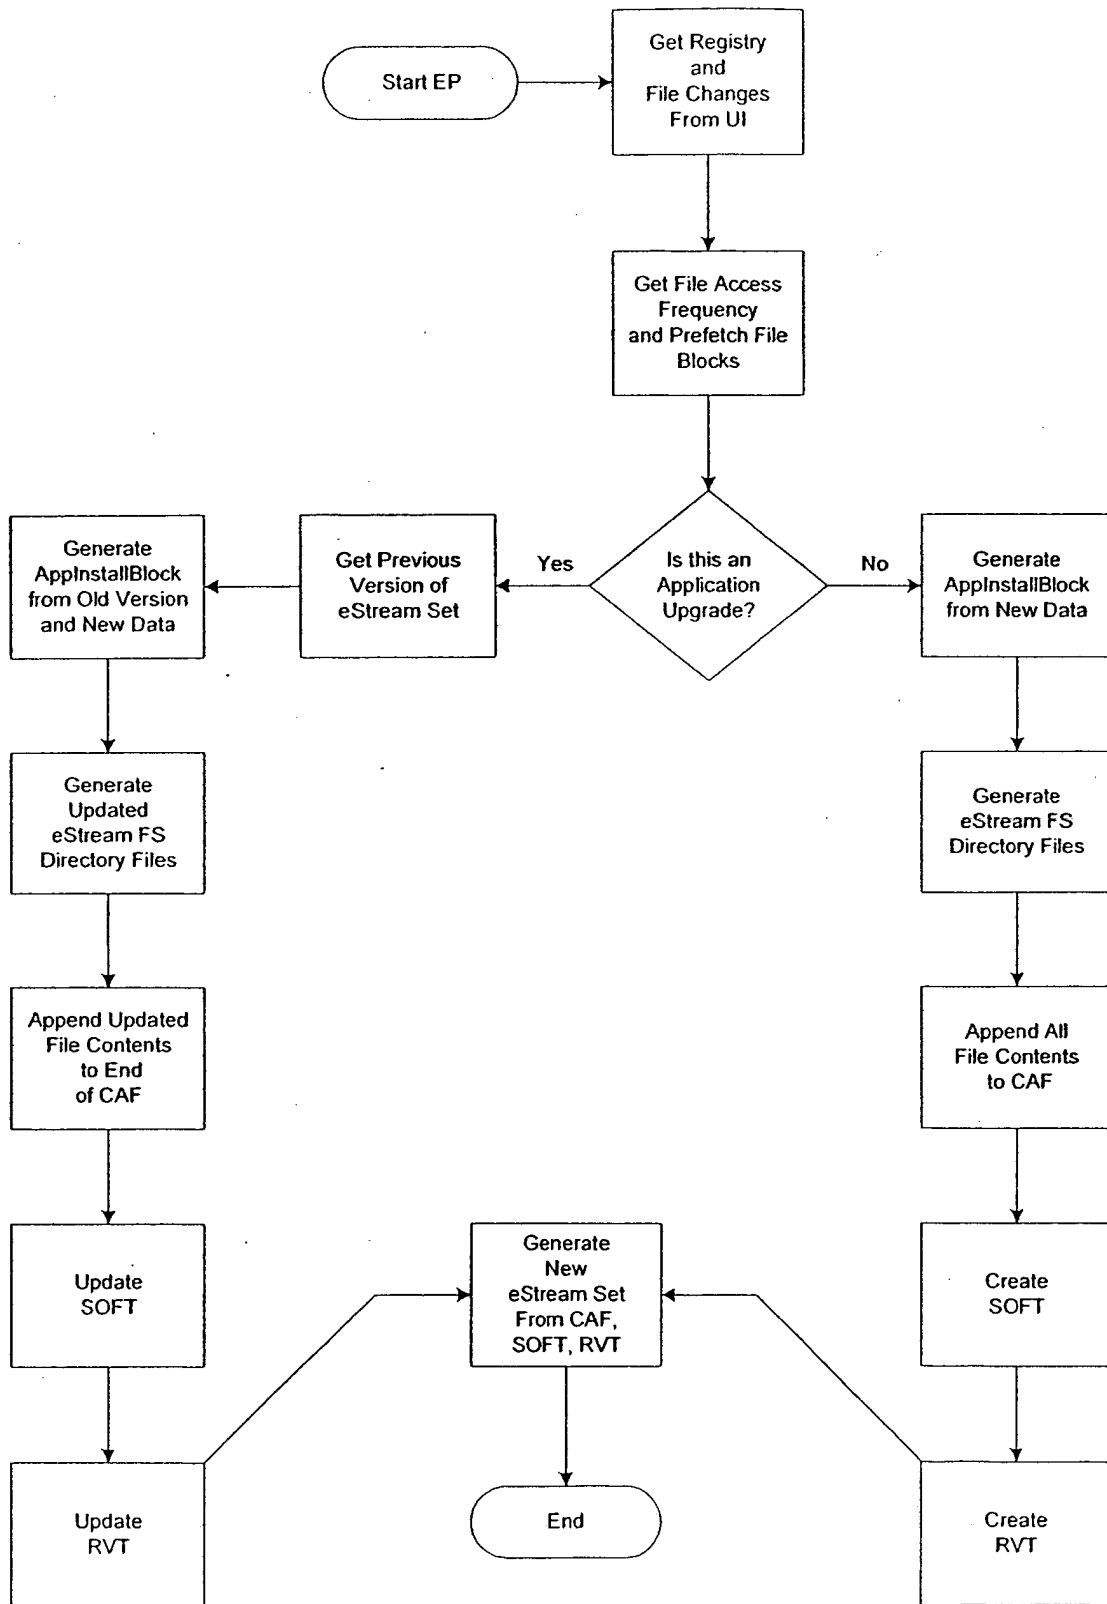 Start EP
Get Registry
and
File Changes
From UI
Get File Access
Frequency
and Prefetch File
Blocks
Is this an
Application
Upgrade?
Yes
No
Get Previous
Version of
eStream Set
Generate
AppInstallBlock
from Old Version
and New Data
Generate
Updated
eStream FS
Directory Files
Append Updated
File Contents
to End
of CAF
Update
SOFT
Update
RVT
Generate
AppInstallBlock
from New Data
Generate
eStream FS
Directory Files
Append All
File Contents
to CAF
Create
SOFT
Create
RVT
Generate
New
eStream Set
From CAF,
SOFT, RVT
End